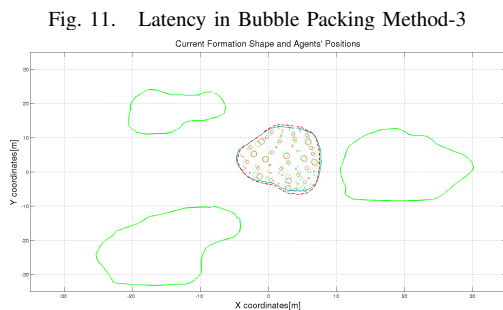 Fig. 11. Latency in Bubble Packing Method-3
Current Formation Shape and Agents' Positions
30
20
10
0
-10
-20
-30
Y coordinates[m]
-30 -20 -10 0 10 20 30
X coordinates[m]